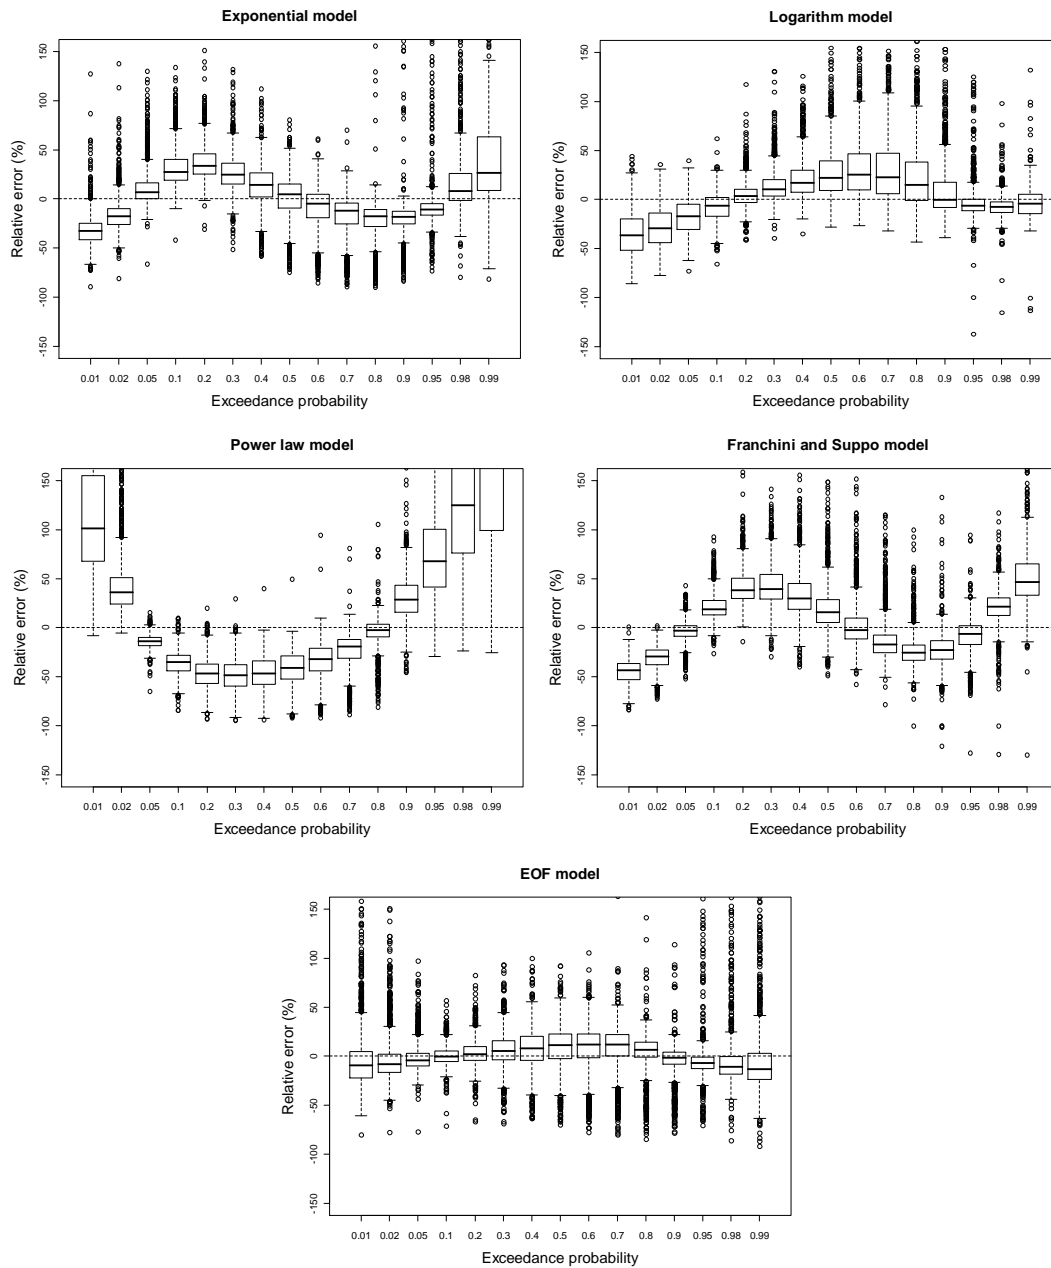 Exponential model
Relative error (%)
150
100
50
0
-50
-100
-150
0.01 0.02 0.05 0.1 0.2 0.3 0.4 0.5 0.6 0.7 0.8 0.9 0.95 0.98 0.99
Exceedance probability
Logarithm model
Relative error (%)
150
100
50
0
-50
-100
-150
0.01 0.02 0.05 0.1 0.2 0.3 0.4 0.5 0.6 0.7 0.8 0.9 0.95 0.98 0.99
Exceedance probability
Power law model
Relative error (%)
150
100
50
0
-50
-100
-150
0.01 0.02 0.05 0.1 0.2 0.3 0.4 0.5 0.6 0.7 0.8 0.9 0.95 0.98 0.99
Exceedance probability
Franchini and Suppo model
Relative error (%)
150
100
50
0
-50
-100
-150
0.01 0.02 0.05 0.1 0.2 0.3 0.4 0.5 0.6 0.7 0.8 0.9 0.95 0.98 0.99
Exceedance probability
EOF model
Relative error (%)
150
100
50
0
-50
-100
-150
0.01 0.02 0.05 0.1 0.2 0.3 0.4 0.5 0.6 0.7 0.8 0.9 0.95 0.98 0.99
Exceedance probability